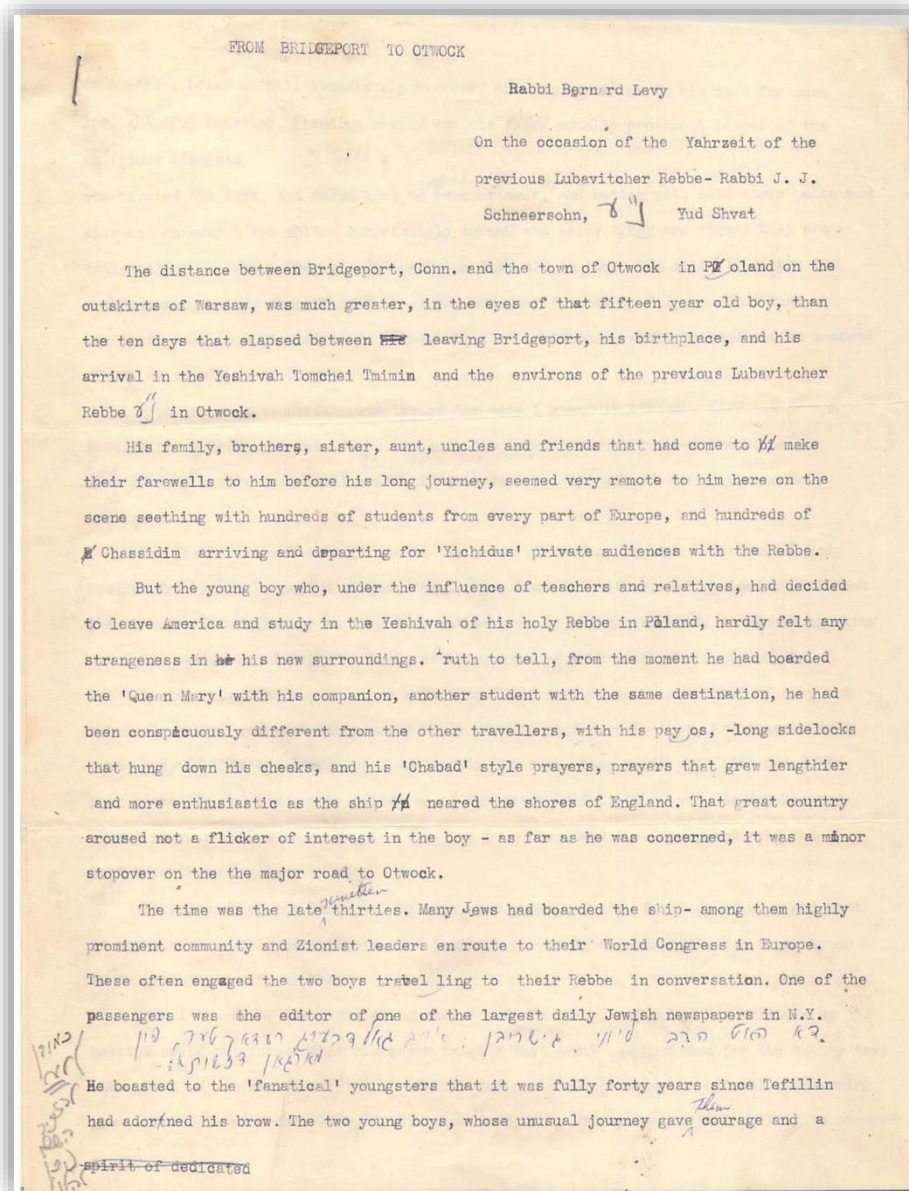 FROM BRIDGEPORT TO OTWOCK
Rabbi Bernard Levy
On the occasion of the Yahrzeit of the
previous Lubavitcher Rebbe- Rabbi J. J.
Schneersohn, נ"ע Yud Shvat
The distance between Bridgeport, Conn. and the town of Otwock in Poland on the
outskirts of Warsaw, was much greater, in the eyes of that fifteen year old boy, than
the ten days that elapsed between his leaving Bridgeport, his birthplace, and his
arrival in the Yeshivah Tomchei Tmimim and the environs of the previous Lubavitcher
Rebbe נ"ע in Otwock.
His family, brothers, sister, aunt, uncles and friends that had come to make
their farewells to him before his long journey, seemed very remote to him here on the
scene seething with hundreds of students from every part of Europe, and hundreds of
Chassidim arriving and departing for 'Yichidus' private audiences with the Rebbe.
But the young boy who, under the influence of teachers and relatives, had decided
to leave America and study in the Yeshivah of his holy Rebbe in Poland, hardly felt any
strangeness in his new surroundings. Truth to tell, from the moment he had boarded
the 'Queen Mary' with his companion, another student with the same destination, he had
been conspicuously different from the other travellers, with his payos, -long sidelocks
that hung down his cheeks, and his 'Chabad' style prayers, prayers that grew lengthier
and more enthusiastic as the ship neared the shores of England. That great country
aroused not a flicker of interest in the boy - as far as he was concerned, it was a minor
stopover on the the major road to Otwock.
The time was the late nineteen thirties. Many Jews had boarded the ship- among them highly
prominent community and Zionist leaders en route to their World Congress in Europe.
These often engaged the two boys travelling to their Rebbe in conversation. One of the
passengers was the editor of one of the largest daily Jewish newspapers in N.Y.
דא האט הרב לוי גישריבן: גאלדבערג, רעדאקטער, פון
מארגאן דזשורנאל
He boasted to the 'fanatical' youngsters that it was fully forty years since Tefillin
had adorned his brow. The two young boys, whose unusual journey gave them courage and a
spirit of dedicated